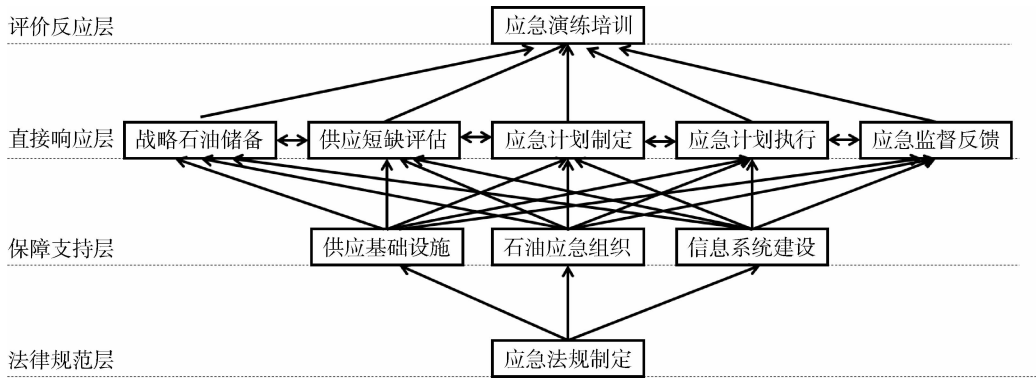 评价反应层
应急演练培训
直接响应层
战略石油储备
供应短缺评估
应急计划制定
应急计划执行
应急监督反馈
保障支持层
供应基础设施
石油应急组织
信息系统建设
法律规范层
应急法规制定